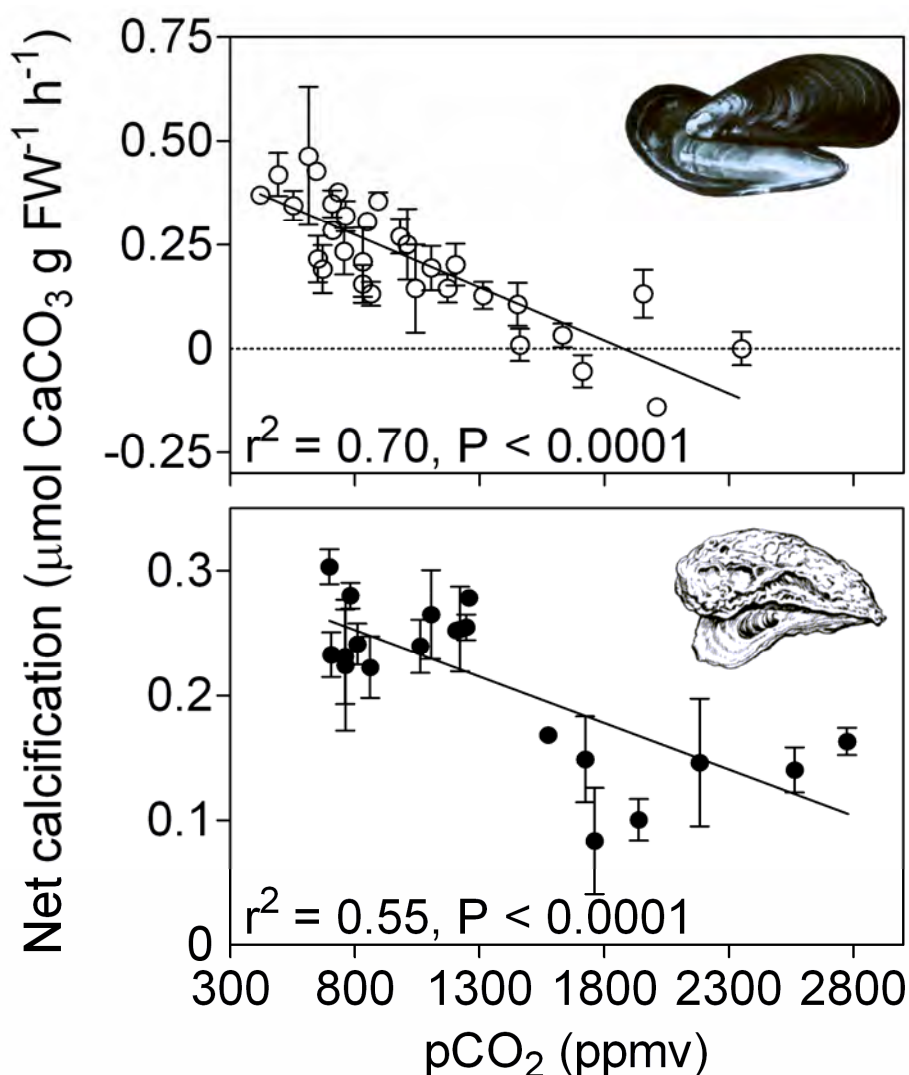 Net calcification (μmol CaCO₃ g FW⁻¹ h⁻¹)
0.75
0.50
0.25
0
-0.25
r² = 0.70, P < 0.0001
0.3
0.2
0.1
0
r² = 0.55, P < 0.0001
300 800 1300 1800 2300 2800
pCO₂ (ppmv)